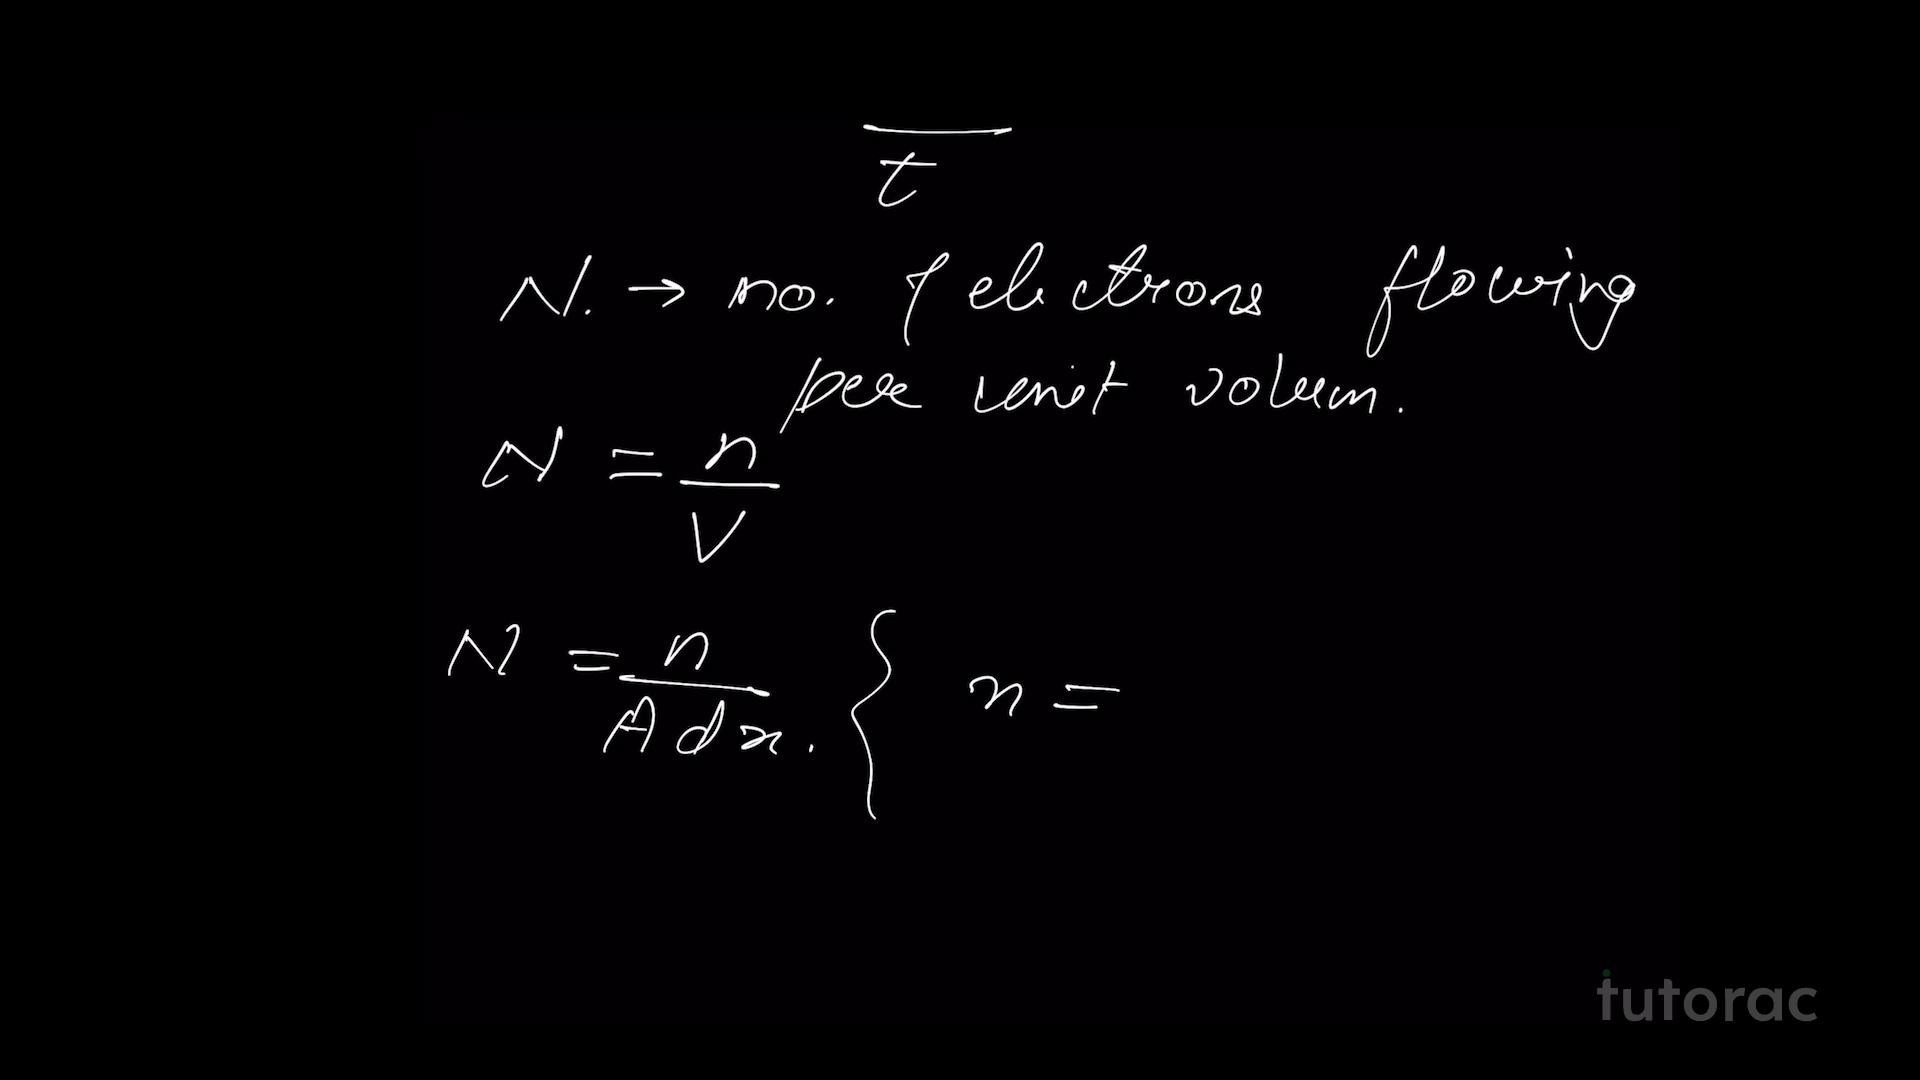 t
N. → no. of electrons flowing
per unit volum.
N = n/V
N = n/Adx. { n =
tutorac